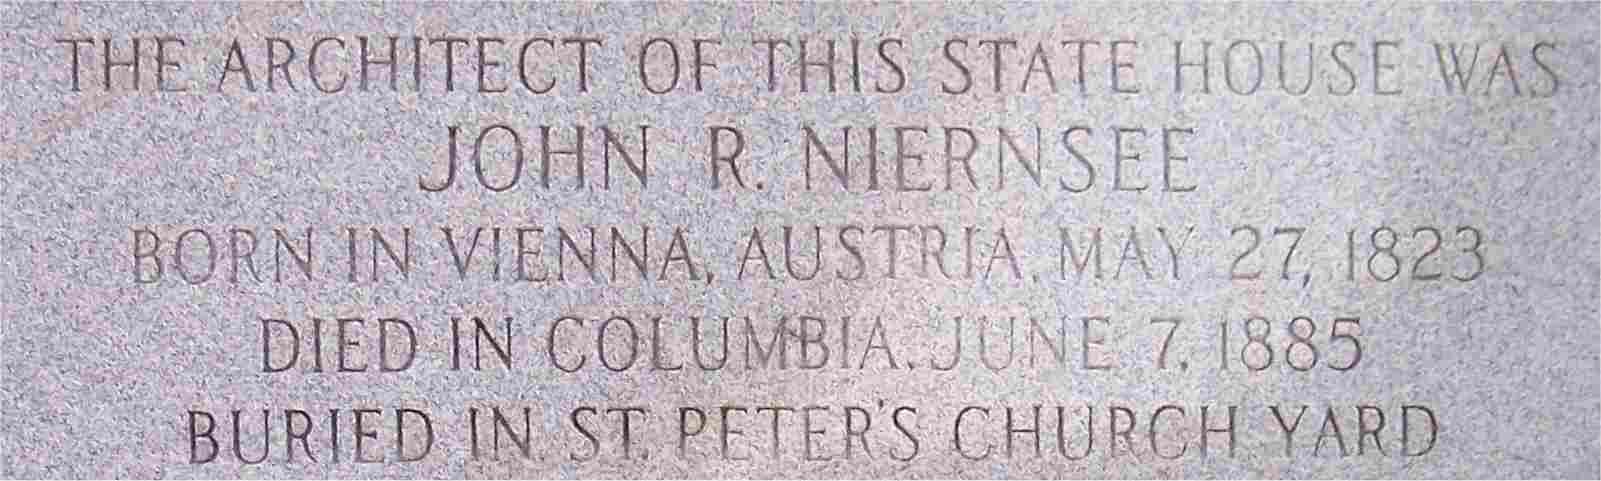 THE ARCHITECT OF THIS STATE HOUSE WAS
JOHN R. NIERNSEE
BORN IN VIENNA, AUSTRIA, MAY 27, 1823
DIED IN COLUMBIA, JUNE 7, 1885
BURIED IN ST. PETER'S CHURCH YARD